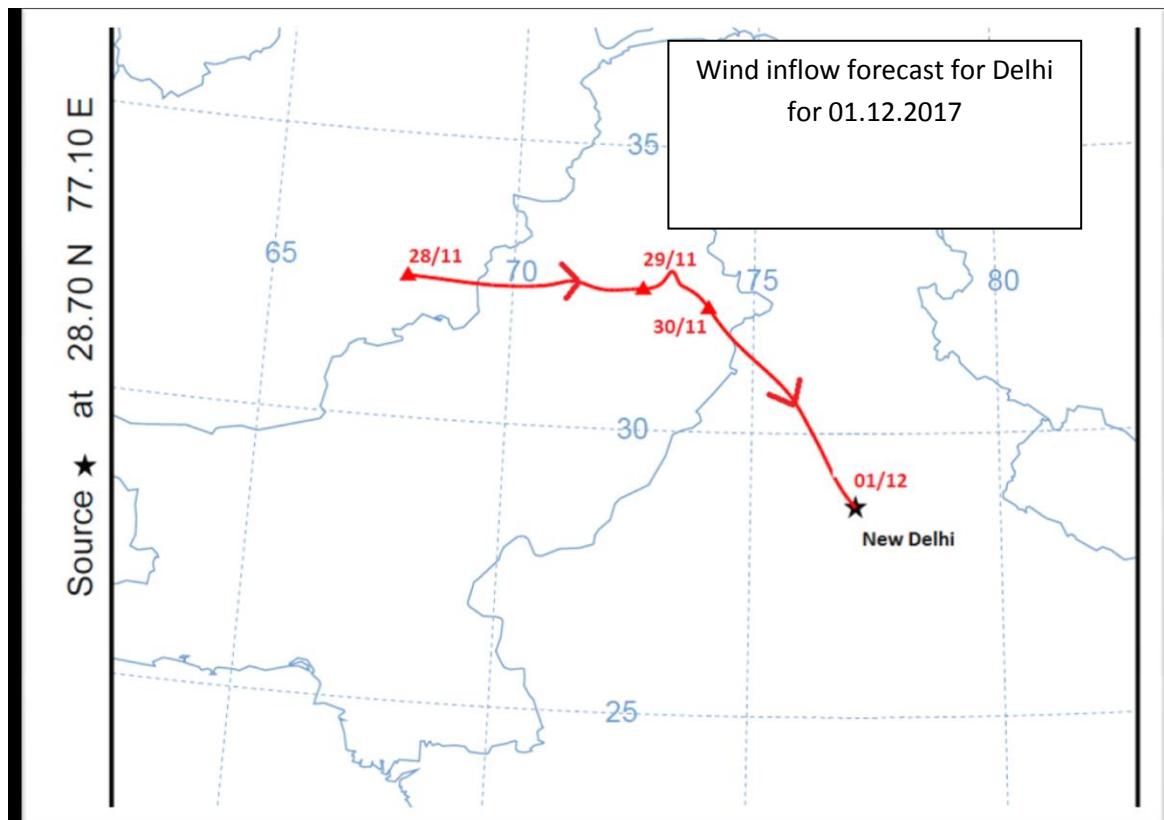 Wind inflow forecast for Delhi
for 01.12.2017
Source ★ at 28.70 N 77.10 E
35
65
28/11
70
29/11
75
80
30/11
30
01/12
New Delhi
25